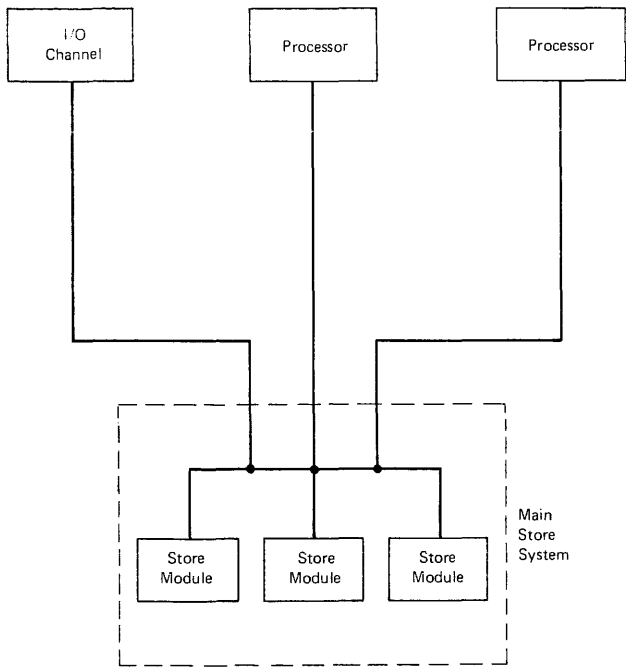 I/O
Channel
Processor
Processor
Main
Store
System
Store
Module
Store
Module
Store
Module